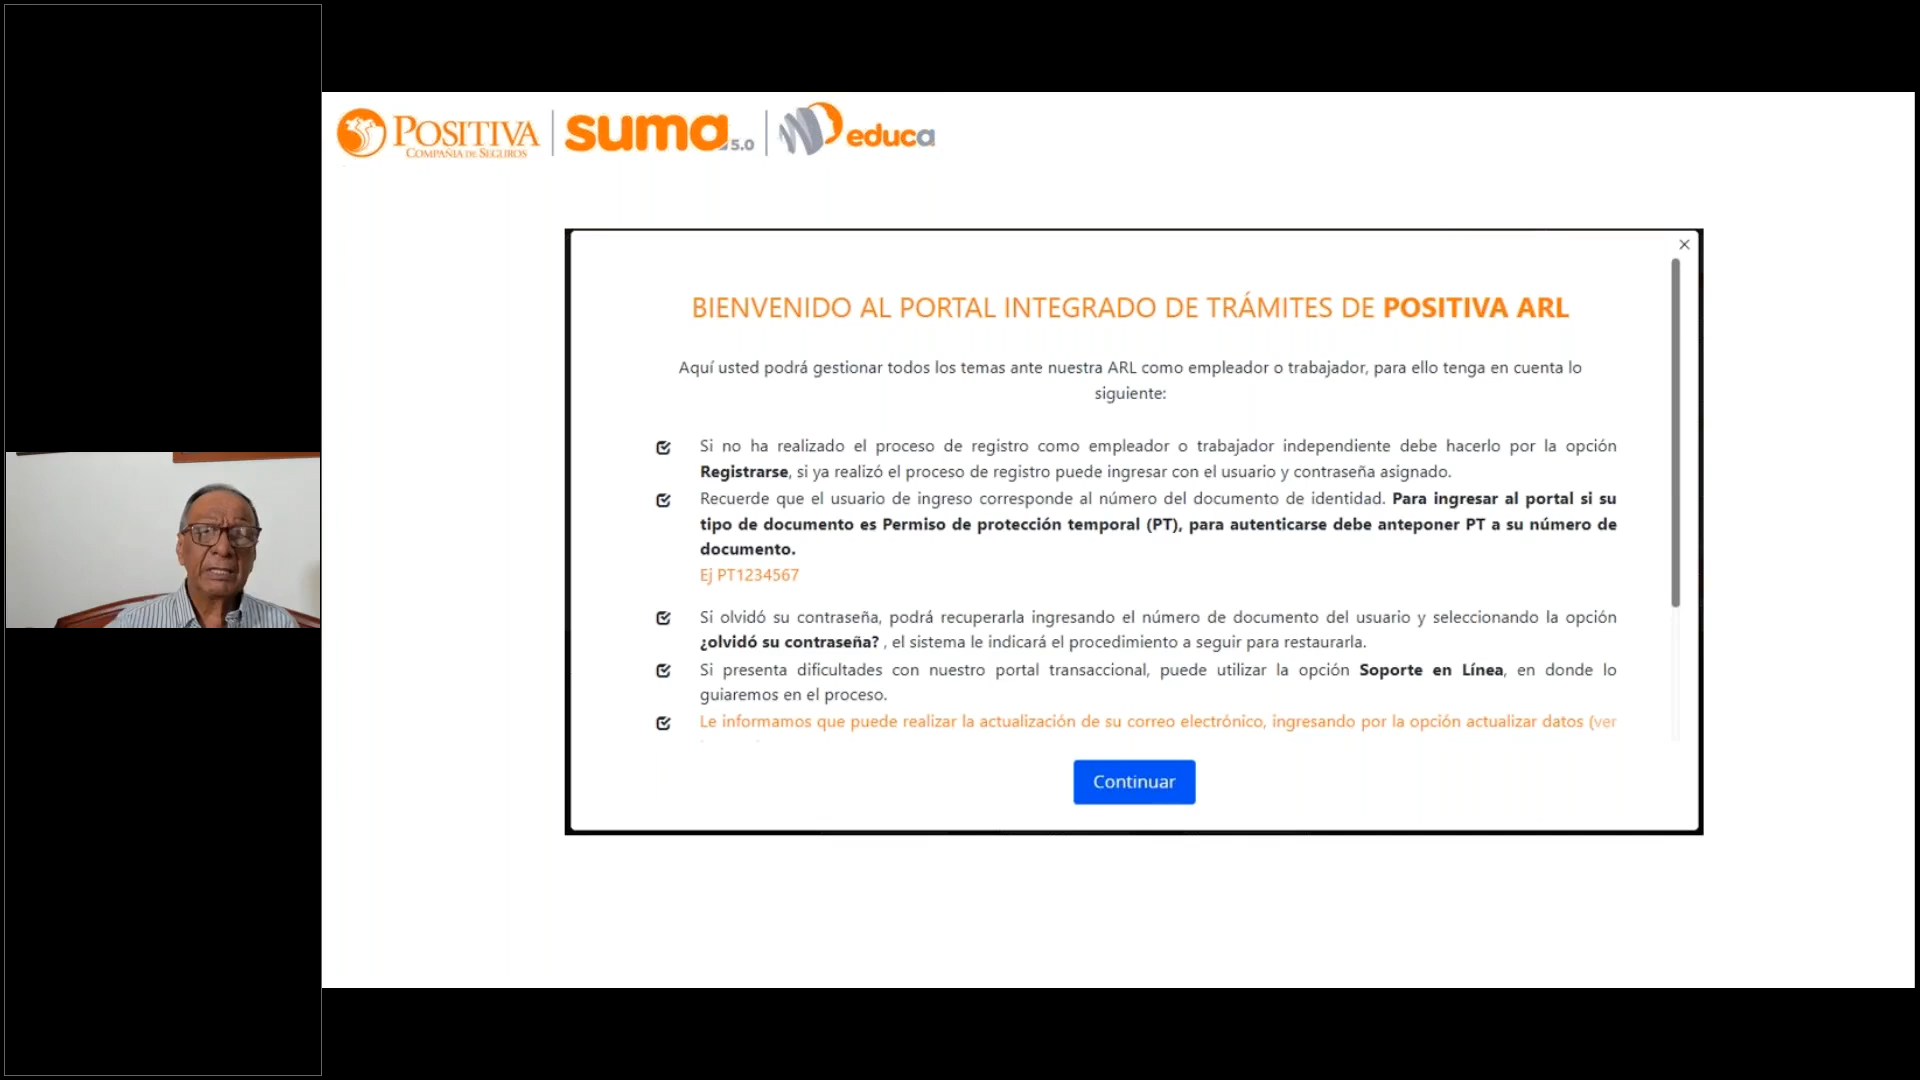 POSITIVA
COMPAÑIA DE SEGUROS
suma 5.0
educa
BIENVENIDO AL PORTAL INTEGRADO DE TRÁMITES DE POSITIVA ARL
Aquí usted podrá gestionar todos los temas ante nuestra ARL como empleador o trabajador, para ello tenga en cuenta lo
siguiente:
Si no ha realizado el proceso de registro como empleador o trabajador independiente debe hacerlo por la opción
Registrarse, si ya realizó el proceso de registro puede ingresar con el usuario y contraseña asignado.
Recuerde que el usuario de ingreso corresponde al número del documento de identidad. Para ingresar al portal si su
tipo de documento es Permiso de protección temporal (PT), para autenticarse debe anteponer PT a su número de
documento.
Ej PT1234567
Si olvidó su contraseña, podrá recuperarla ingresando el número de documento del usuario y seleccionando la opción
¿olvidó su contraseña? , el sistema le indicará el procedimiento a seguir para restaurarla.
Si presenta dificultades con nuestro portal transaccional, puede utilizar la opción Soporte en Línea, en donde lo
guiaremos en el proceso.
Le informamos que puede realizar la actualización de su correo electrónico, ingresando por la opción actualizar datos (ver
Continuar